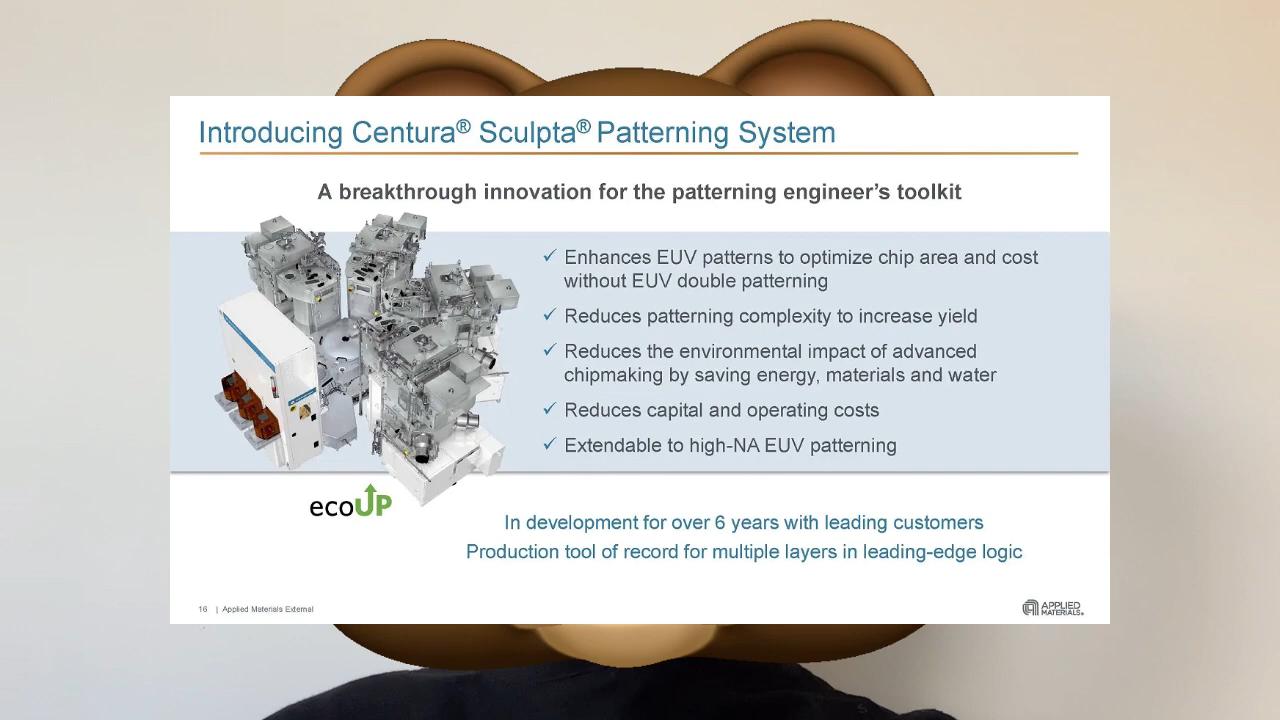 Introducing Centura® Sculpta® Patterning System
A breakthrough innovation for the patterning engineer’s toolkit
✓ Enhances EUV patterns to optimize chip area and cost
without EUV double patterning
✓ Reduces patterning complexity to increase yield
✓ Reduces the environmental impact of advanced
chipmaking by saving energy, materials and water
✓ Reduces capital and operating costs
✓ Extendable to high-NA EUV patterning
ecoUP
In development for over 6 years with leading customers
Production tool of record for multiple layers in leading-edge logic
16 | Applied Materials External
APPLIED
MATERIALS®